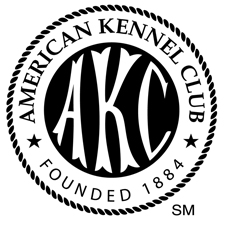 AMERICAN KENNEL CLUB
AKC
FOUNDED 1884
SM